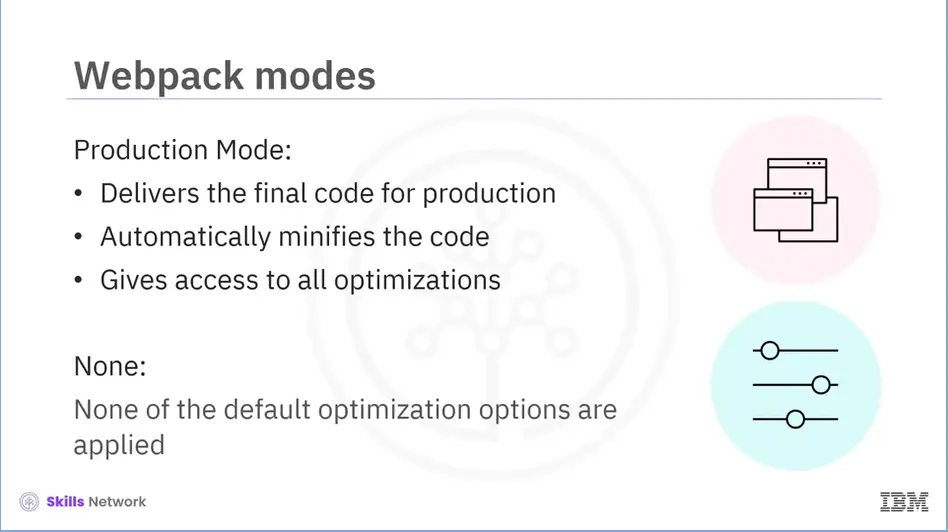 Webpack modes
Production Mode:
• Delivers the final code for production
• Automatically minifies the code
• Gives access to all optimizations
None:
None of the default optimization options are
applied
Skills Network
IBM